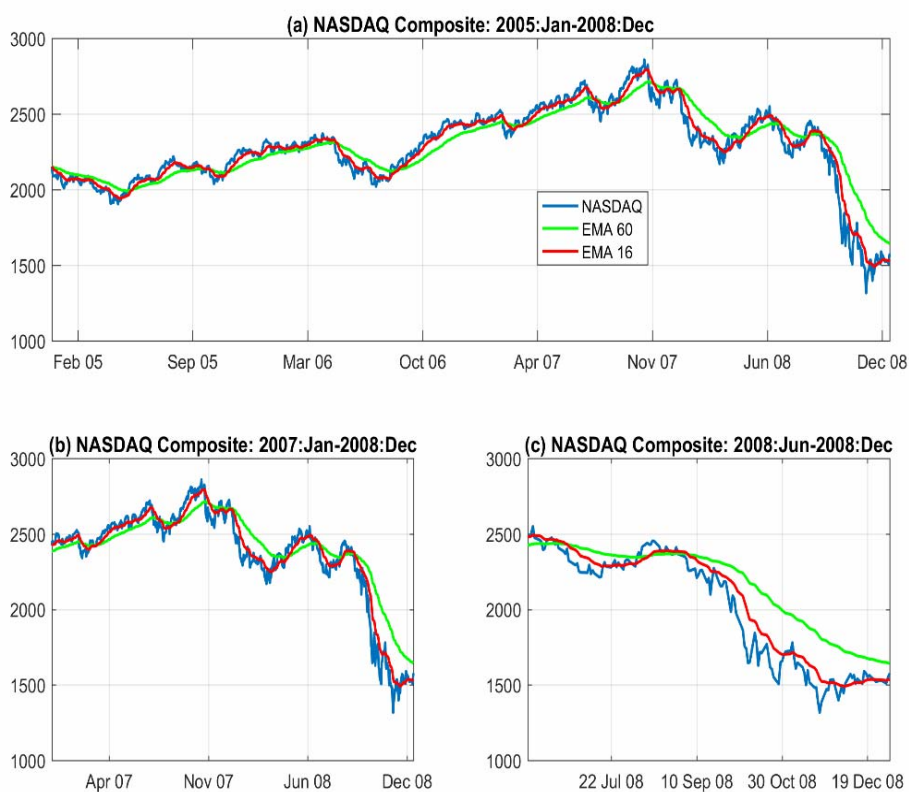 (a) NASDAQ Composite: 2005:Jan-2008:Dec
3000
2500
2000
1500
1000
NASDAQ
EMA 60
EMA 16
Feb 05 Sep 05 Mar 06 Oct 06 Apr 07 Nov 07 Jun 08 Dec 08
(b) NASDAQ Composite: 2007:Jan-2008:Dec
3000
2500
2000
1500
1000
Apr 07 Nov 07 Jun 08 Dec 08
(c) NASDAQ Composite: 2008:Jun-2008:Dec
3000
2500
2000
1500
1000
22 Jul 08 10 Sep 08 30 Oct 08 19 Dec 08